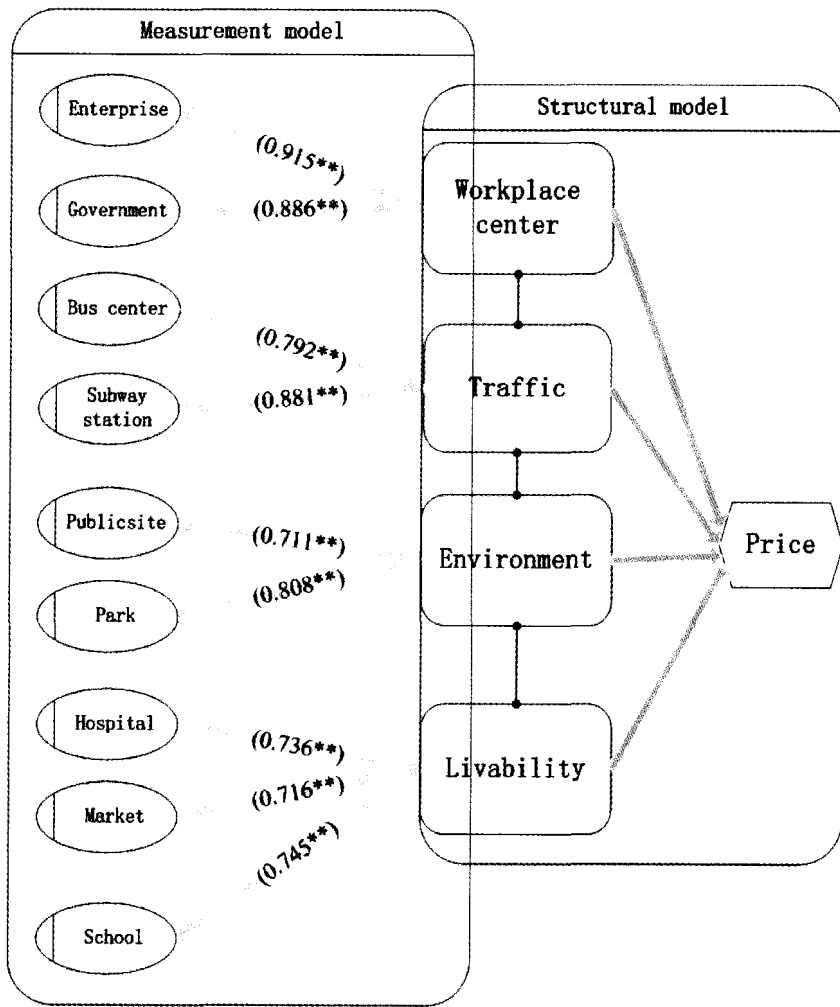 Measurement model
Enterprise
(0.915**)
Government
(0.886**)
Bus center
(0.792**)
Subway
station
(0.881**)
Publicsite
(0.711**)
Park
(0.808**)
Hospital
(0.736**)
Market
(0.716**)
School
(0.745**)
Structural model
Workplace
center
Traffic
Environment
Livability
Price